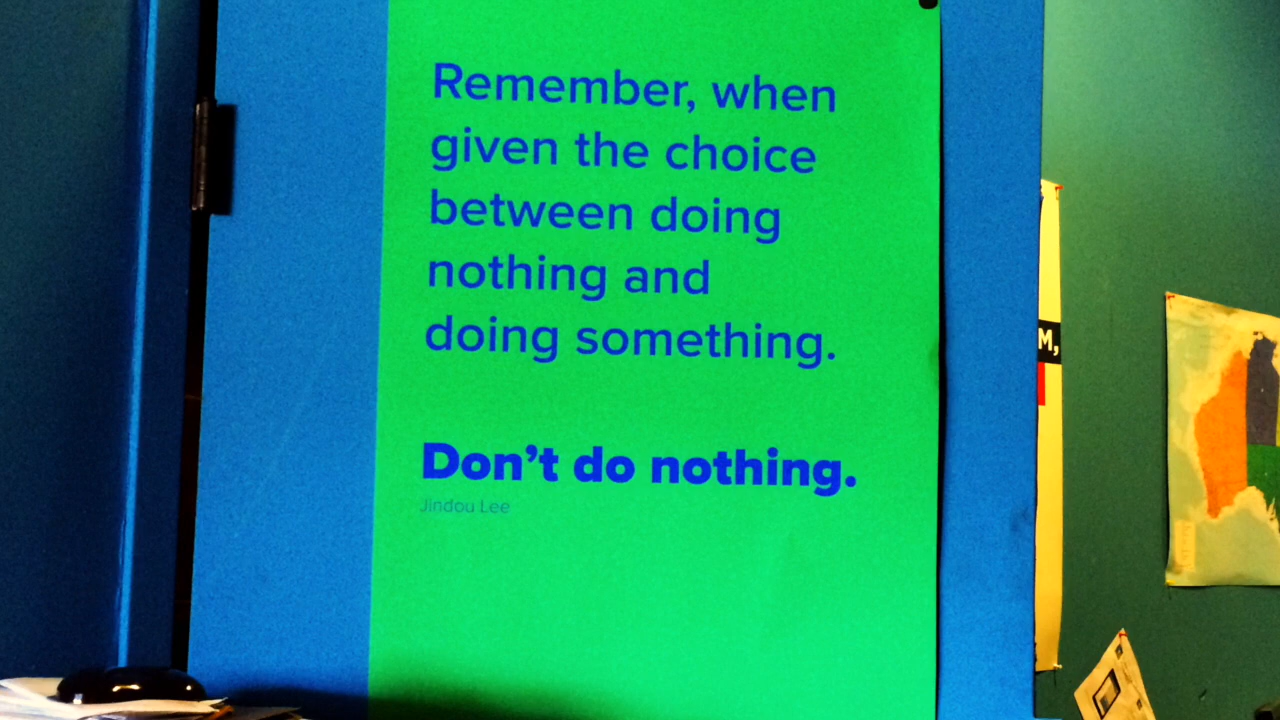 Remember, when
given the choice
between doing
nothing and
doing something.
Don't do nothing.
Jindou Lee
M,